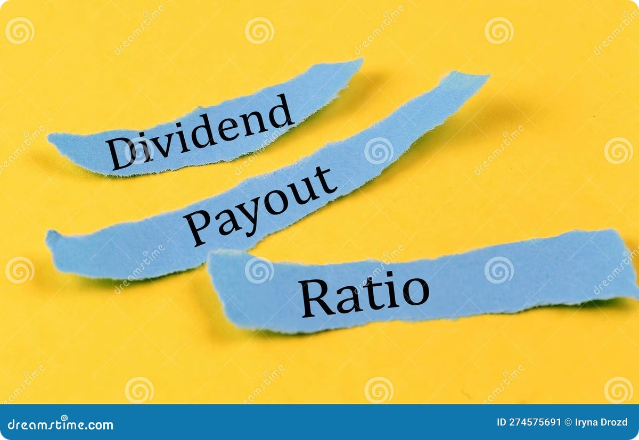 Dividend
Payout
Ratio
dreamstime.com
ID 274575691 © Iryna Drozd